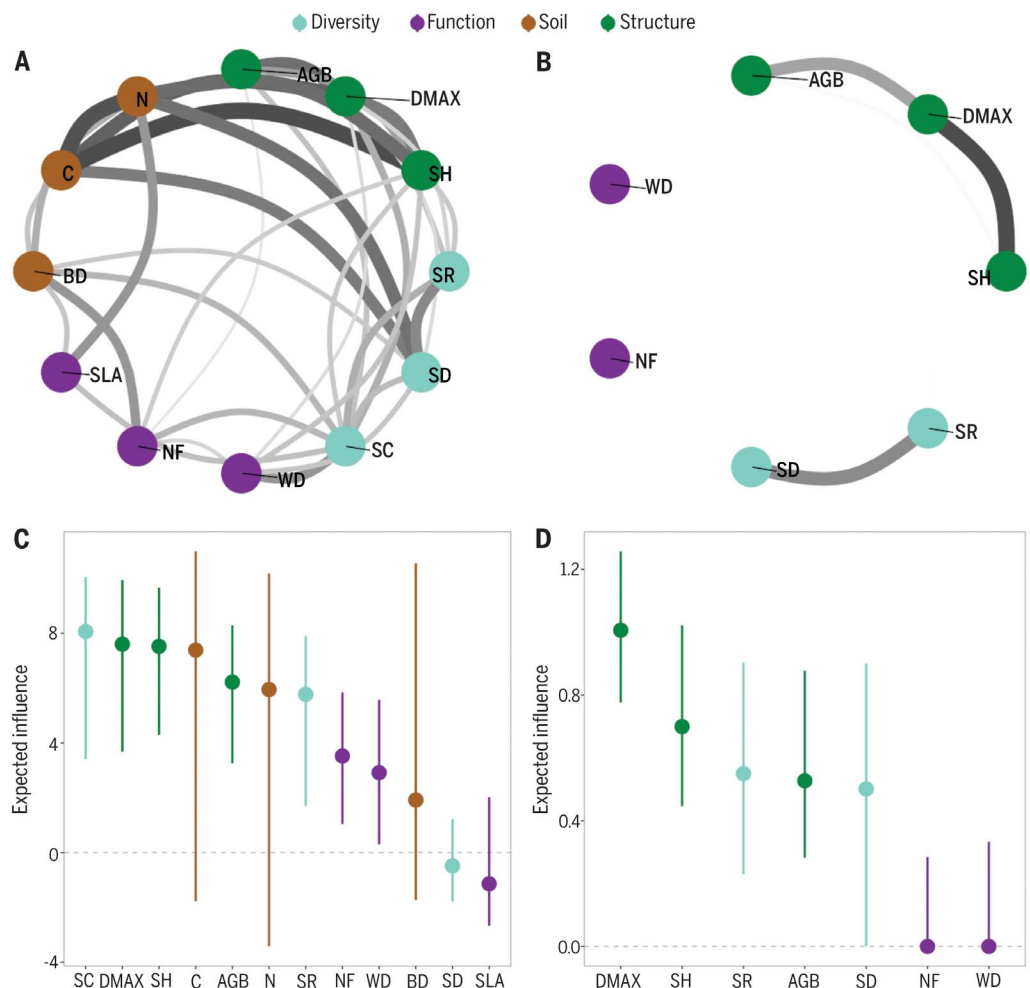 Diversity Function Soil Structure
A
AGB
N
DMAX
C
SH
BD
SR
SLA
SD
NF
SC
WD
B
AGB
DMAX
WD
SH
NF
SR
SD
C
Expected influence
8
4
0
-4
SC DMAX SH C AGB N SR NF WD BD SD SLA
D
Expected influence
1.2
0.8
0.4
0.0
DMAX SH SR AGB SD NF WD